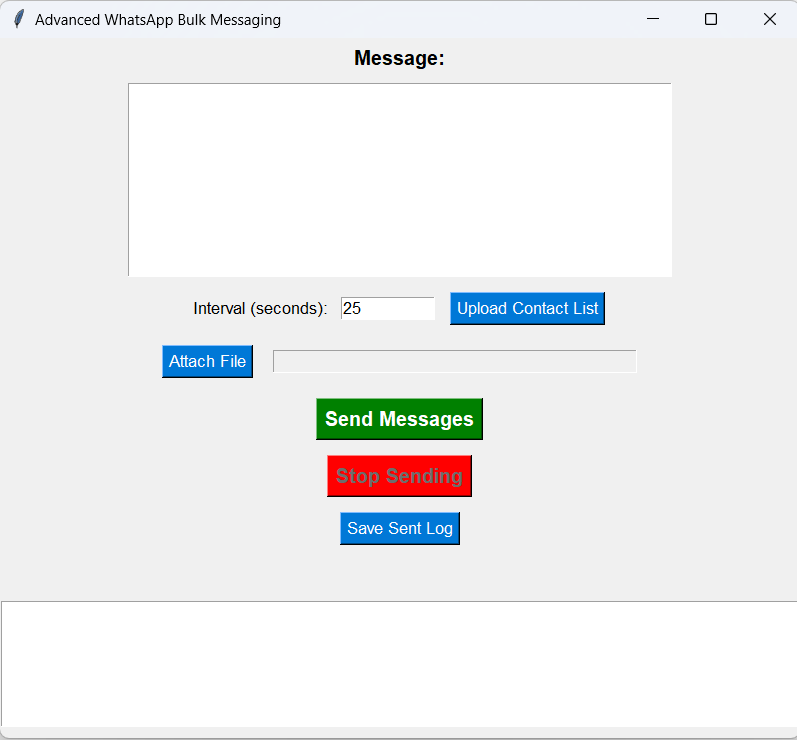 Advanced WhatsApp Bulk Messaging
Message:
Interval (seconds): 25 Upload Contact List
Attach File
Send Messages
Stop Sending
Save Sent Log